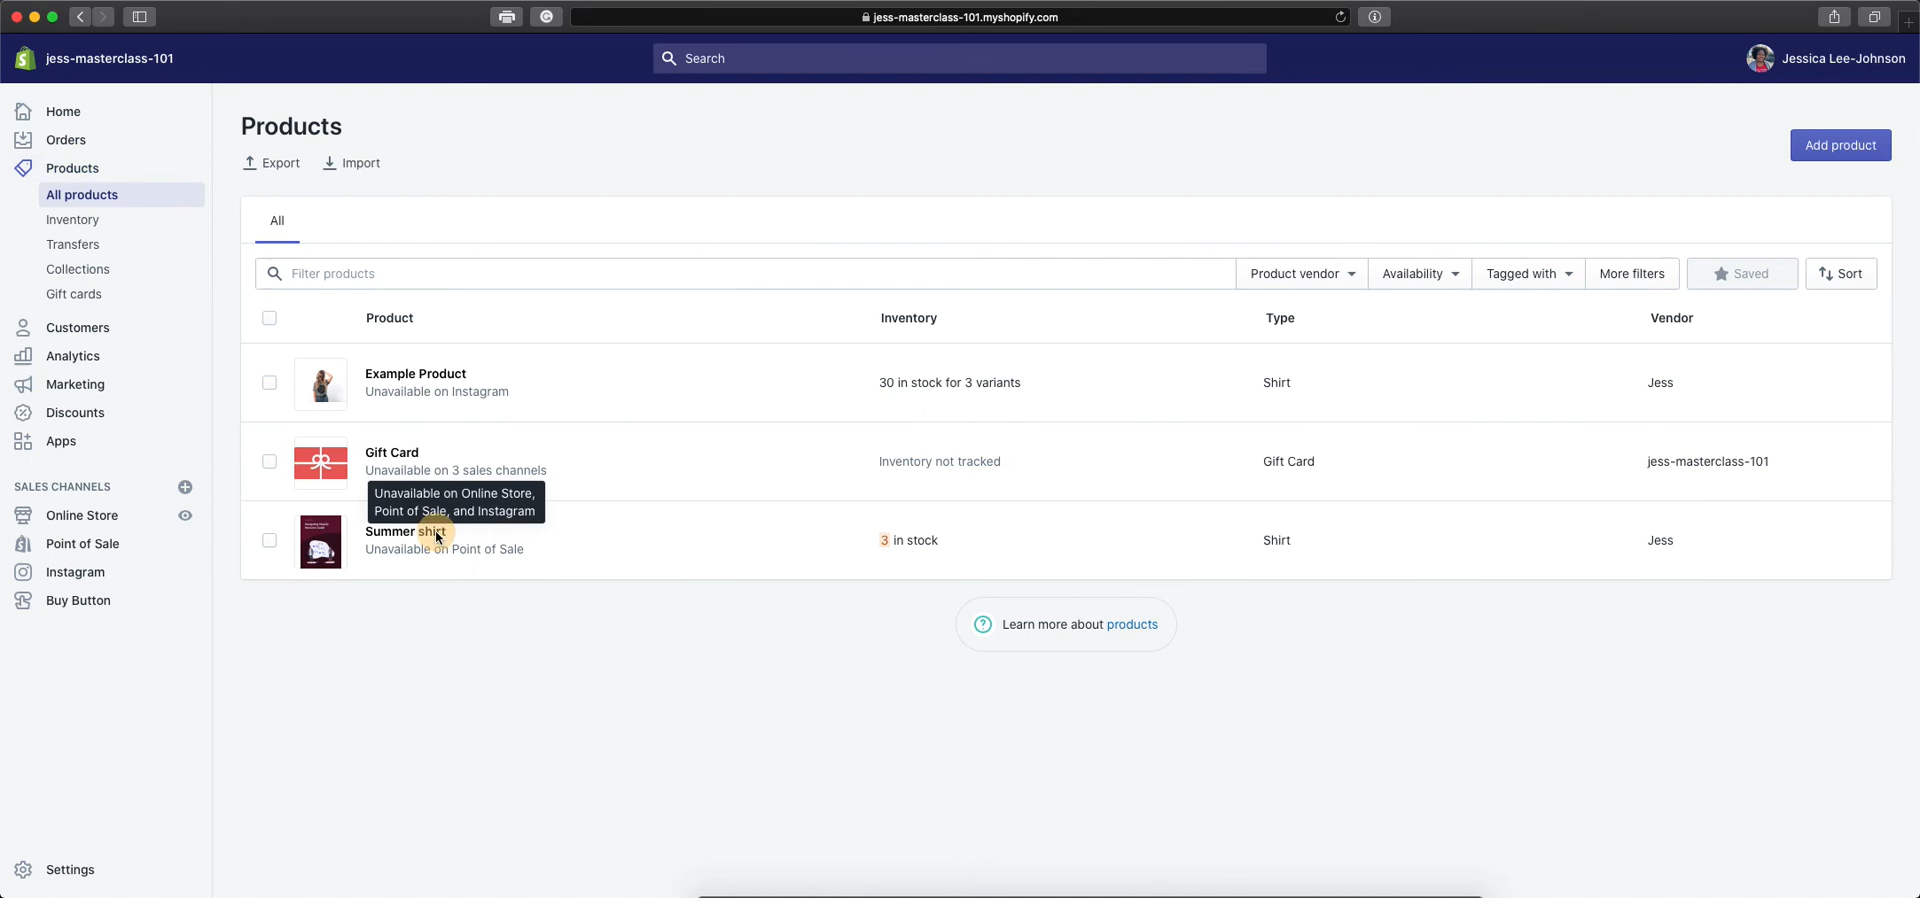 jess-masterclass-101.myshopify.com
jess-masterclass-101
Search
Jessica Lee-Johnson
Home
Orders
Products
All products
Inventory
Transfers
Collections
Gift cards
Customers
Analytics
Marketing
Discounts
Apps
SALES CHANNELS
Online Store
Point of Sale
Instagram
Buy Button
Settings
Products
Export Import
Add product
All
Filter products Product vendor Availability Tagged with More filters Saved Sort
Product Inventory Type Vendor
Example Product
Unavailable on Instagram
30 in stock for 3 variants Shirt Jess
Gift Card
Unavailable on 3 sales channels
Inventory not tracked Gift Card jess-masterclass-101
Unavailable on Online Store,
Point of Sale, and Instagram
Summer shirt
Unavailable on Point of Sale
3 in stock Shirt Jess
Learn more about products